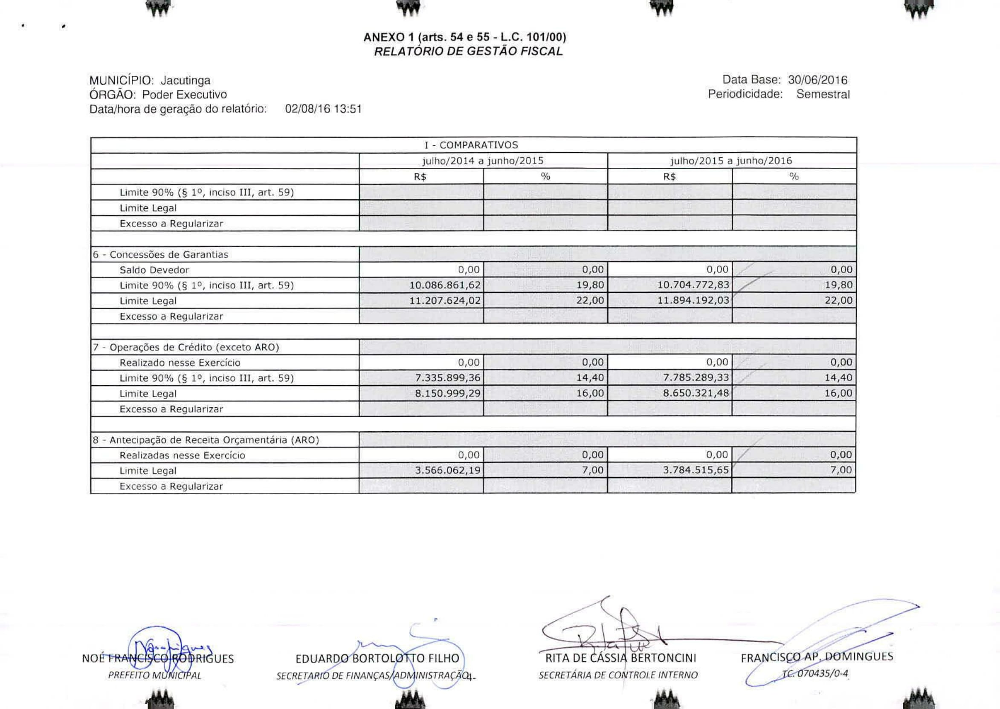 ANEXO 1 (arts. 54 e 55 - L.C. 101/00)
RELATÓRIO DE GESTÃO FISCAL
MUNICÍPIO: Jacutinga
Data Base: 30/06/2016
ÓRGÃO: Poder Executivo
Periodicidade: Semestral
Data/hora de geração do relatório: 02/08/16 13:51
I - COMPARATIVOS
julho/2014 a junho/2015 julho/2015 a junho/2016
R$ % R$ %
Limite 90% (§ 1º, inciso III, art. 59)
Limite Legal
Excesso a Regularizar
6 - Concessões de Garantias
Saldo Devedor 0,00 0,00 0,00 0,00
Limite 90% (§ 1º, inciso III, art. 59) 10.086.861,62 19,80 10.704.772,83 19,80
Limite Legal 11.207.624,02 22,00 11.894.192,03 22,00
Excesso a Regularizar
7 - Operações de Crédito (exceto ARO)
Realizado nesse Exercício 0,00 0,00 0,00 0,00
Limite 90% (§ 1º, inciso III, art. 59) 7.335.899,36 14,40 7.785.289,33 14,40
Limite Legal 8.150.999,29 16,00 8.650.321,48 16,00
Excesso a Regularizar
8 - Antecipação de Receita Orçamentária (ARO)
Realizadas nesse Exercício 0,00 0,00 0,00 0,00
Limite Legal 3.566.062,19 7,00 3.784.515,65 7,00
Excesso a Regularizar
NOÉ FRANCISCO RODRIGUES
PREFEITO MUNICIPAL
EDUARDO BORTOLOTTO FILHO
SECRETARIO DE FINANÇAS/ADMINISTRAÇÃO
RITA DE CÁSSIA BERTONCINI
SECRETÁRIA DE CONTROLE INTERNO
FRANCISCO AP. DOMINGUES
TC. 070435/0-4